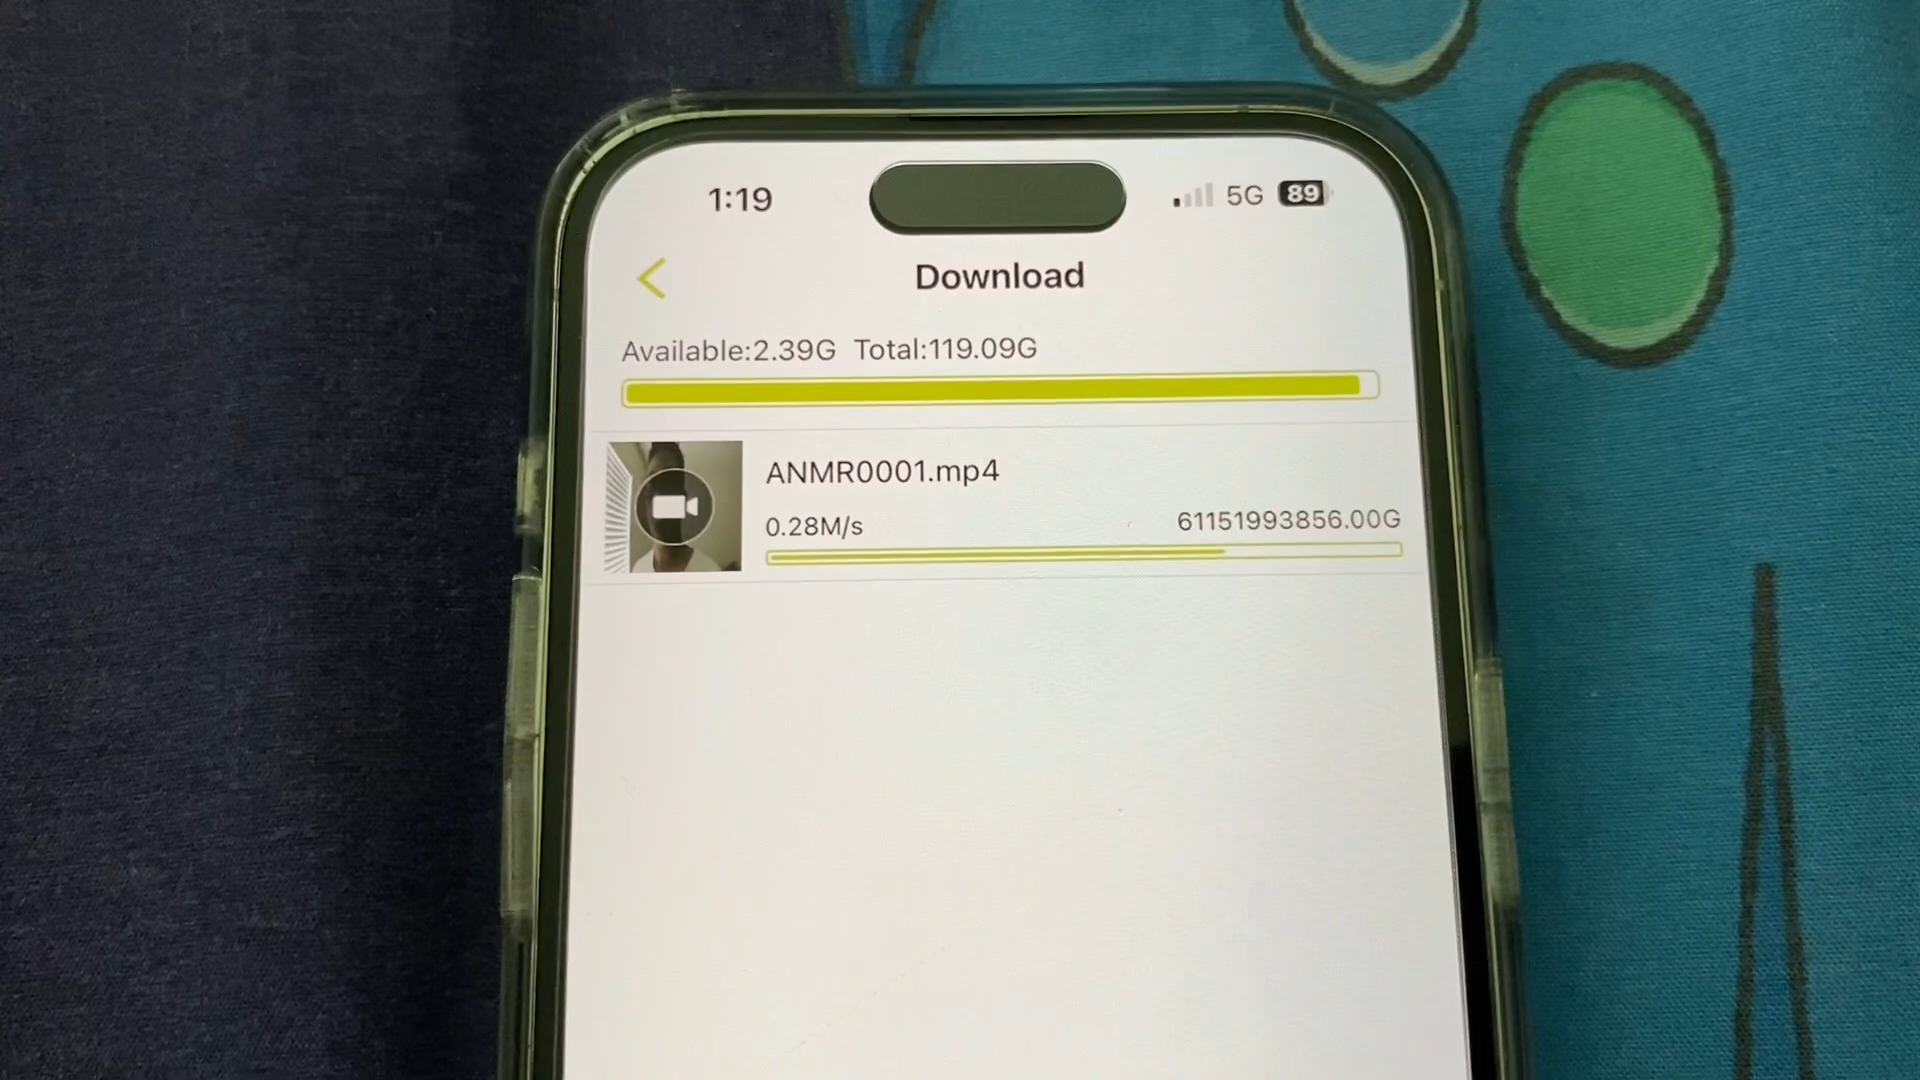 1:19 5G 89
Download
Available:2.39G Total:119.09G
ANMR0001.mp4
0.28M/s 61151993856.00G